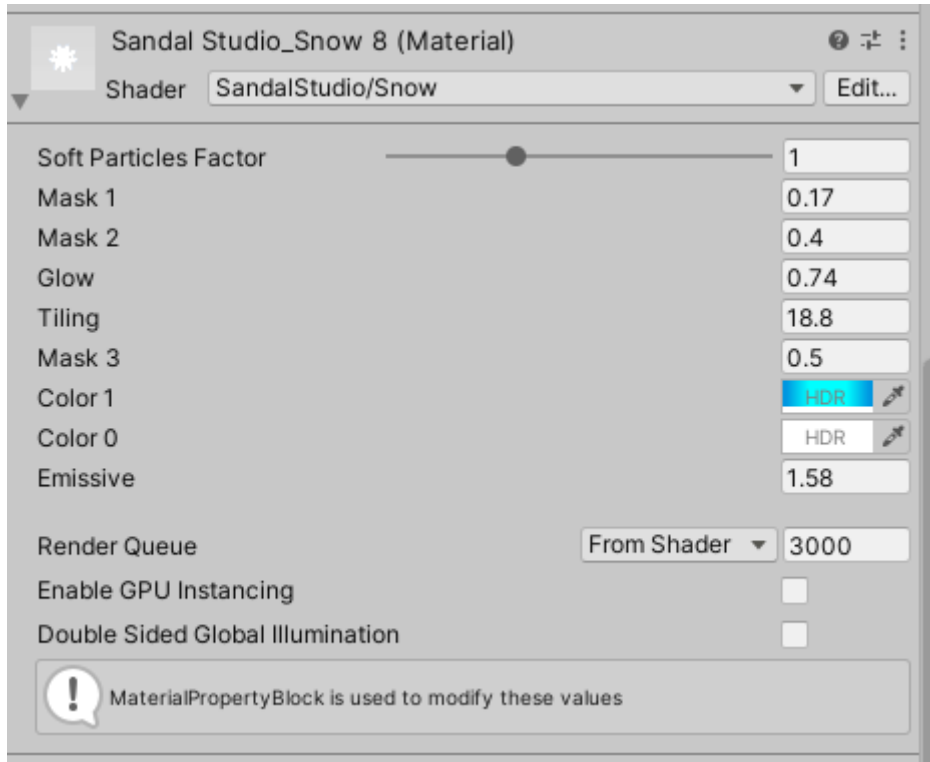 Sandal Studio_Snow 8 (Material)
Shader SandalStudio/Snow Edit...
Soft Particles Factor 1
Mask 1 0.17
Mask 2 0.4
Glow 0.74
Tiling 18.8
Mask 3 0.5
Color 1 HDR
Color 0 HDR
Emissive 1.58
Render Queue From Shader 3000
Enable GPU Instancing
Double Sided Global Illumination
MaterialPropertyBlock is used to modify these values